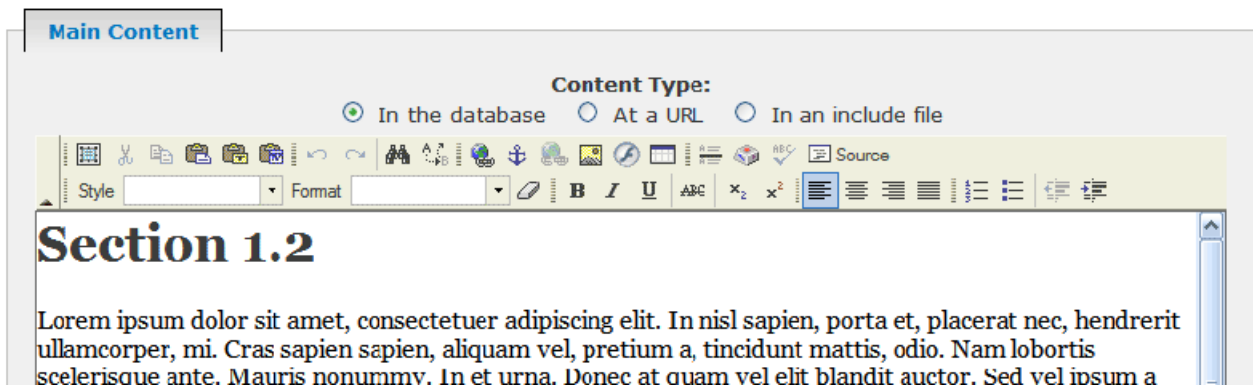 Main Content
Content Type:
In the database At a URL In an include file
Source
Style Format B I U ABC x₂ x²
Section 1.2
Lorem ipsum dolor sit amet, consectetuer adipiscing elit. In nisl sapien, porta et, placerat nec, hendrerit
ullamcorper, mi. Cras sapien sapien, aliquam vel, pretium a, tincidunt mattis, odio. Nam lobortis
scelerisque ante. Mauris nonummy. In et urna. Donec at quam vel elit blandit auctor. Sed vel ipsum a